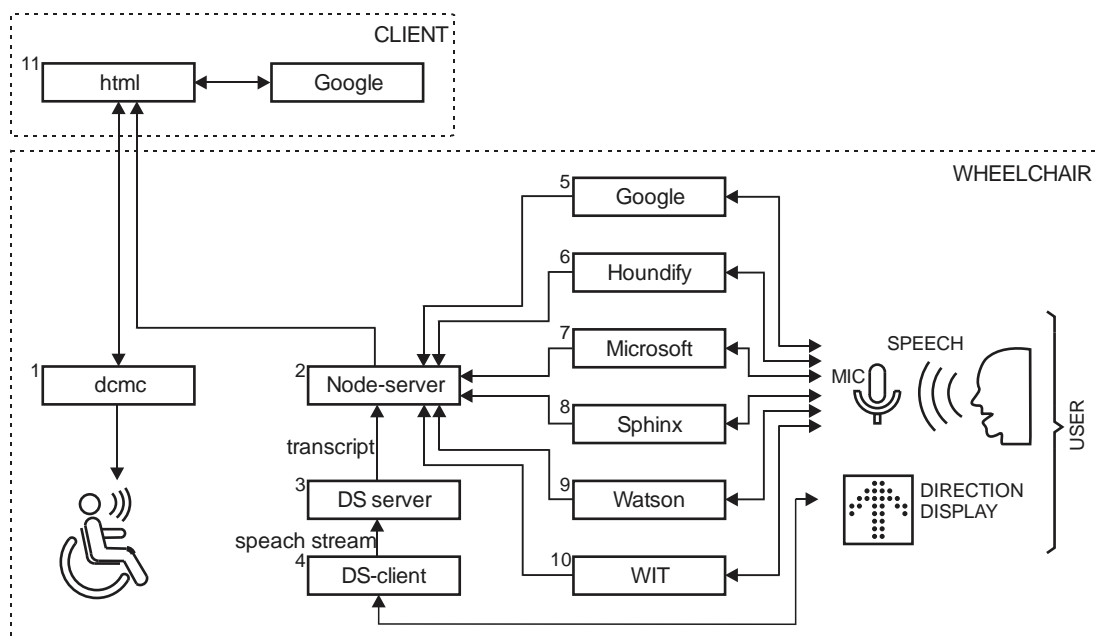 CLIENT
11
html
Google
WHEELCHAIR
5
Google
6
Houndify
7
Microsoft
SPEECH
1
dcmc
2
Node-server
MIC
8
Sphinx
USER
transcript
3
DS server
9
Watson
DIRECTION
DISPLAY
speach stream
4
DS-client
10
WIT